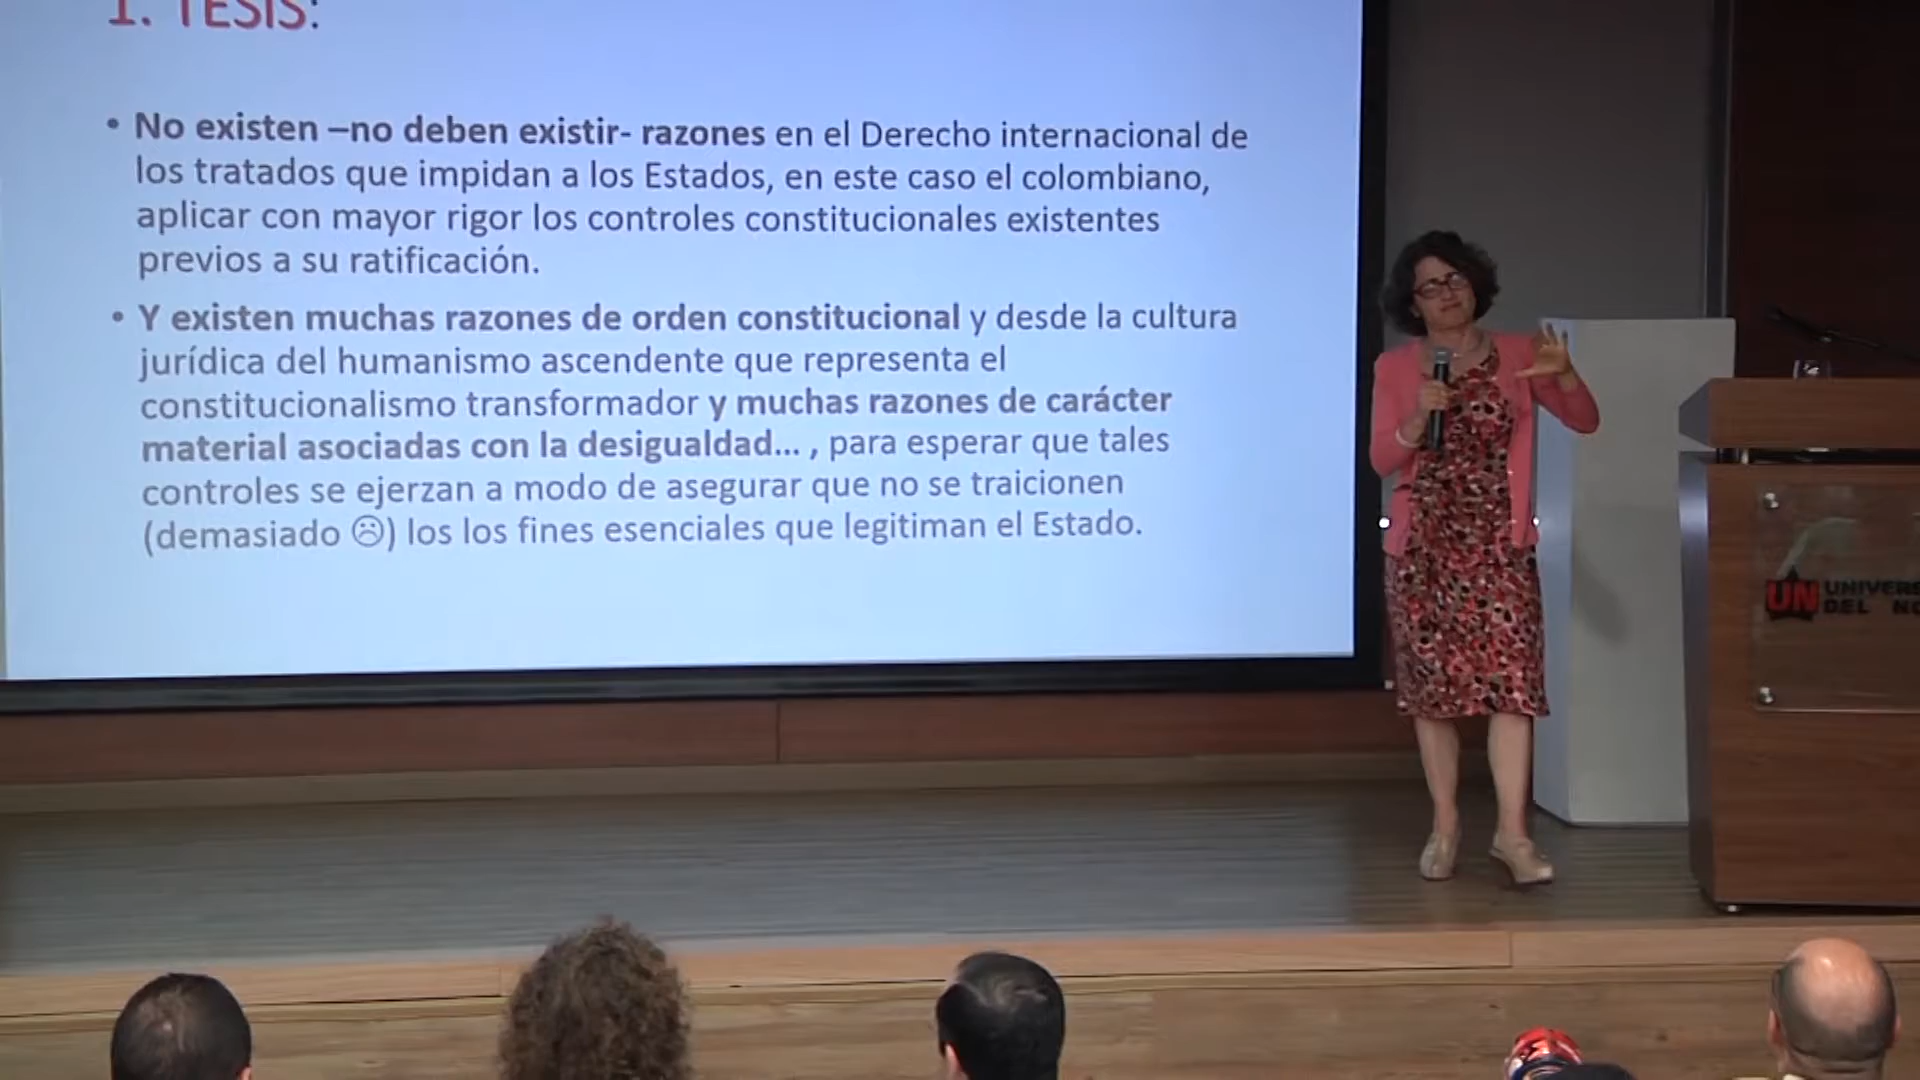 1. TESIS:
• No existen –no deben existir- razones en el Derecho internacional de
los tratados que impidan a los Estados, en este caso el colombiano,
aplicar con mayor rigor los controles constitucionales existentes
previos a su ratificación.
• Y existen muchas razones de orden constitucional y desde la cultura
jurídica del humanismo ascendente que representa el
constitucionalismo transformador y muchas razones de carácter
material asociadas con la desigualdad... , para esperar que tales
controles se ejerzan a modo de asegurar que no se traicionen
(demasiado ☹) los los fines esenciales que legitiman el Estado.
UN UNIVERS
DEL NO